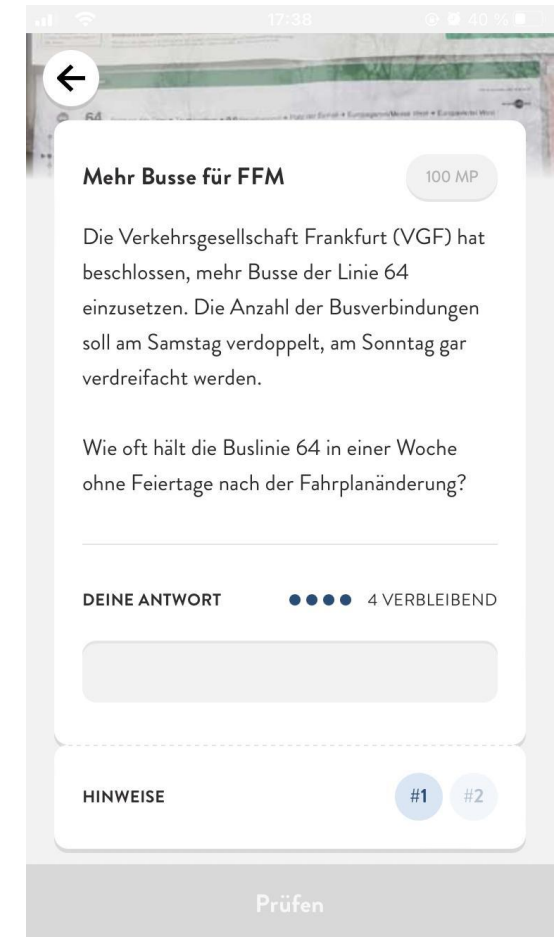 17:38
40 %
64
Mehr Busse für FFM
100 MP
Die Verkehrsgesellschaft Frankfurt (VGF) hat
beschlossen, mehr Busse der Linie 64
einzusetzen. Die Anzahl der Busverbindungen
soll am Samstag verdoppelt, am Sonntag gar
verdreifacht werden.
Wie oft hält die Buslinie 64 in einer Woche
ohne Feiertage nach der Fahrplanänderung?
DEINE ANTWORT
4 VERBLEIBEND
HINWEISE
#1
#2
Prüfen